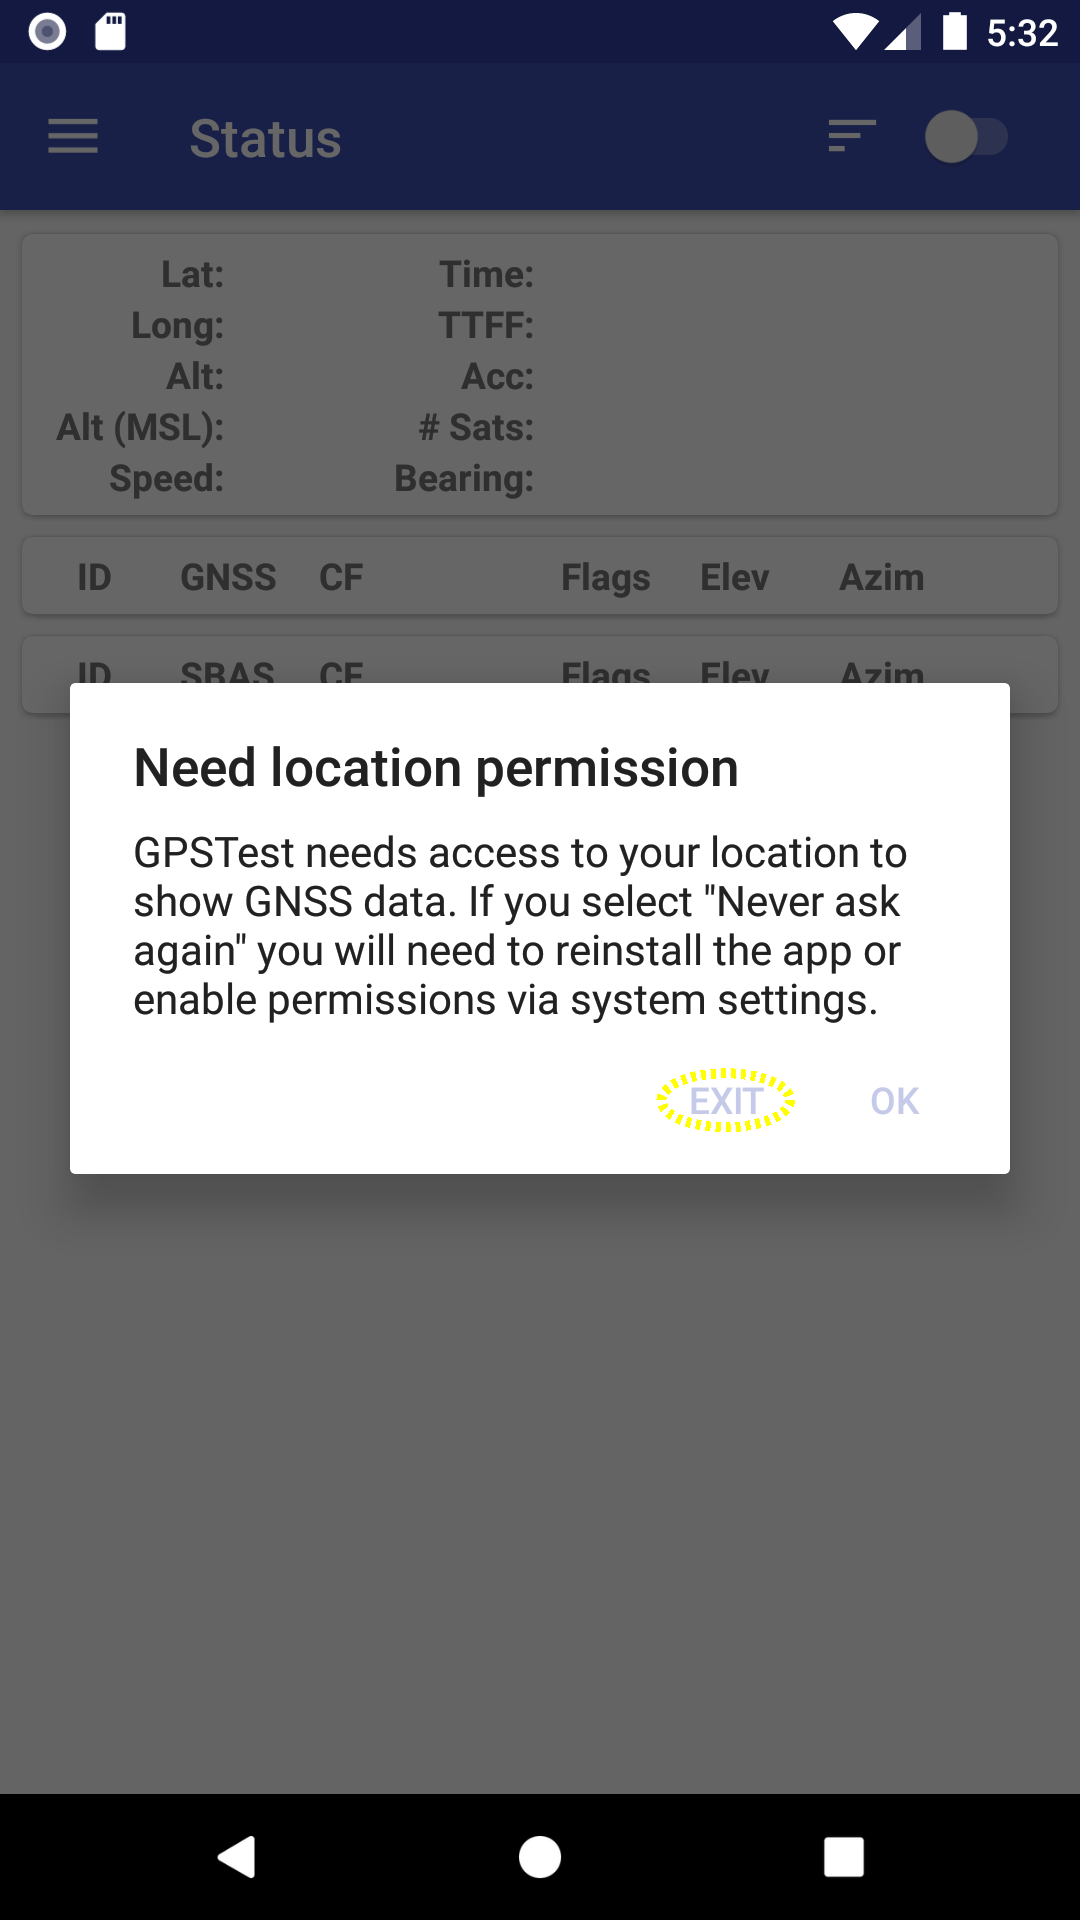 5:32
Status
Lat: Time:
Long: TTFF:
Alt: Acc:
Alt (MSL): # Sats:
Speed: Bearing:
ID GNSS CF Flags Elev Azim
ID SBAS CF Flags Elev Azim
Need location permission
GPSTest needs access to your location to
show GNSS data. If you select "Never ask
again" you will need to reinstall the app or
enable permissions via system settings.
EXIT OK